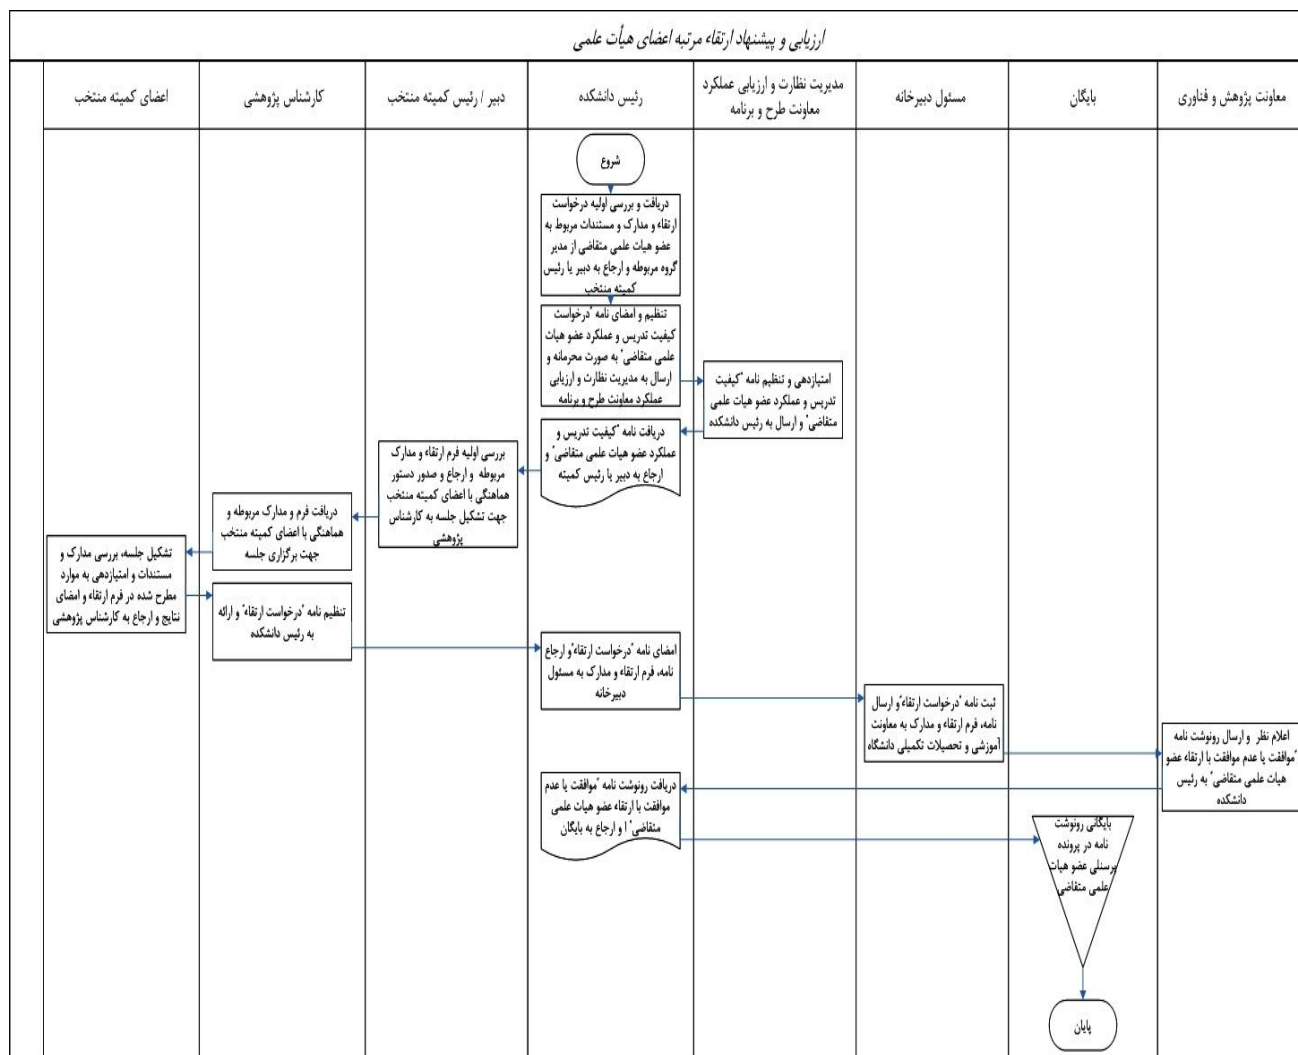 ارزیابی و پیشنهاد ارتقاء مرتبه اعضای هیأت علمی
معاونت پژوهش و فناوری
بایگان
مسئول دبیرخانه
مدیریت نظارت و ارزیابی عملکرد
معاونت طرح و برنامه
رئیس دانشکده
دبیر / رئیس کمیته منتخب
کارشناس پژوهشی
اعضای کمیته منتخب
شروع
دریافت و بررسی اولیه درخواست
ارتقاء و مدارک و مستندات مربوط به
عضو هیات علمی متقاضی از مدیر
گروه مربوطه و ارجاع به دبیر یا رئیس
کمیته منتخب
تنظیم و امضای نامه "درخواست
کیفیت تدریس و عملکرد عضو هیات
علمی متقاضی" به صورت محرمانه و
ارسال به مدیریت نظارت و ارزیابی
عملکرد معاونت طرح و برنامه
امتیازدهی و تنظیم نامه "کیفیت
تدریس و عملکرد عضو هیات علمی
متقاضی" و ارسال به رئیس دانشکده
دریافت نامه "کیفیت تدریس و
عملکرد عضو هیات علمی متقاضی" و
ارجاع به دبیر یا رئیس کمیته
بررسی اولیه فرم ارتقاء و مدارک
مربوطه و ارجاع و صدور دستور
هماهنگی با اعضای کمیته منتخب
جهت تشکیل جلسه به کارشناس
پژوهشی
دریافت فرم و مدارک مربوطه و
هماهنگی با اعضای کمیته منتخب
جهت برگزاری جلسه
تشکیل جلسه، بررسی مدارک و
مستندات و امتیازدهی به موارد
مطرح شده در فرم ارتقاء و امضای
نتایج و ارجاع به کارشناس پژوهشی
تنظیم نامه "درخواست ارتقاء" و ارائه
به رئیس دانشکده
امضای نامه "درخواست ارتقاء"و ارجاع
نامه، فرم ارتقاء و مدارک به مسئول
دبیرخانه
ثبت نامه "درخواست ارتقاء"و ارسال
نامه، فرم ارتقاء و مدارک به معاونت
آموزشی و تحصیلات تکمیلی دانشگاه
اعلام نظر و ارسال رونوشت نامه
"موافقت یا عدم موافقت با ارتقاء عضو
هیات علمی متقاضی" به رئیس
دانشکده
دریافت رونوشت نامه "موافقت یا عدم
موافقت با ارتقاء عضو هیات علمی
متقاضی" ا و ارجاع به بایگان
بایگانی رونوشت
نامه در پرونده
پرسنلی عضو هیات
علمی متقاضی
پایان